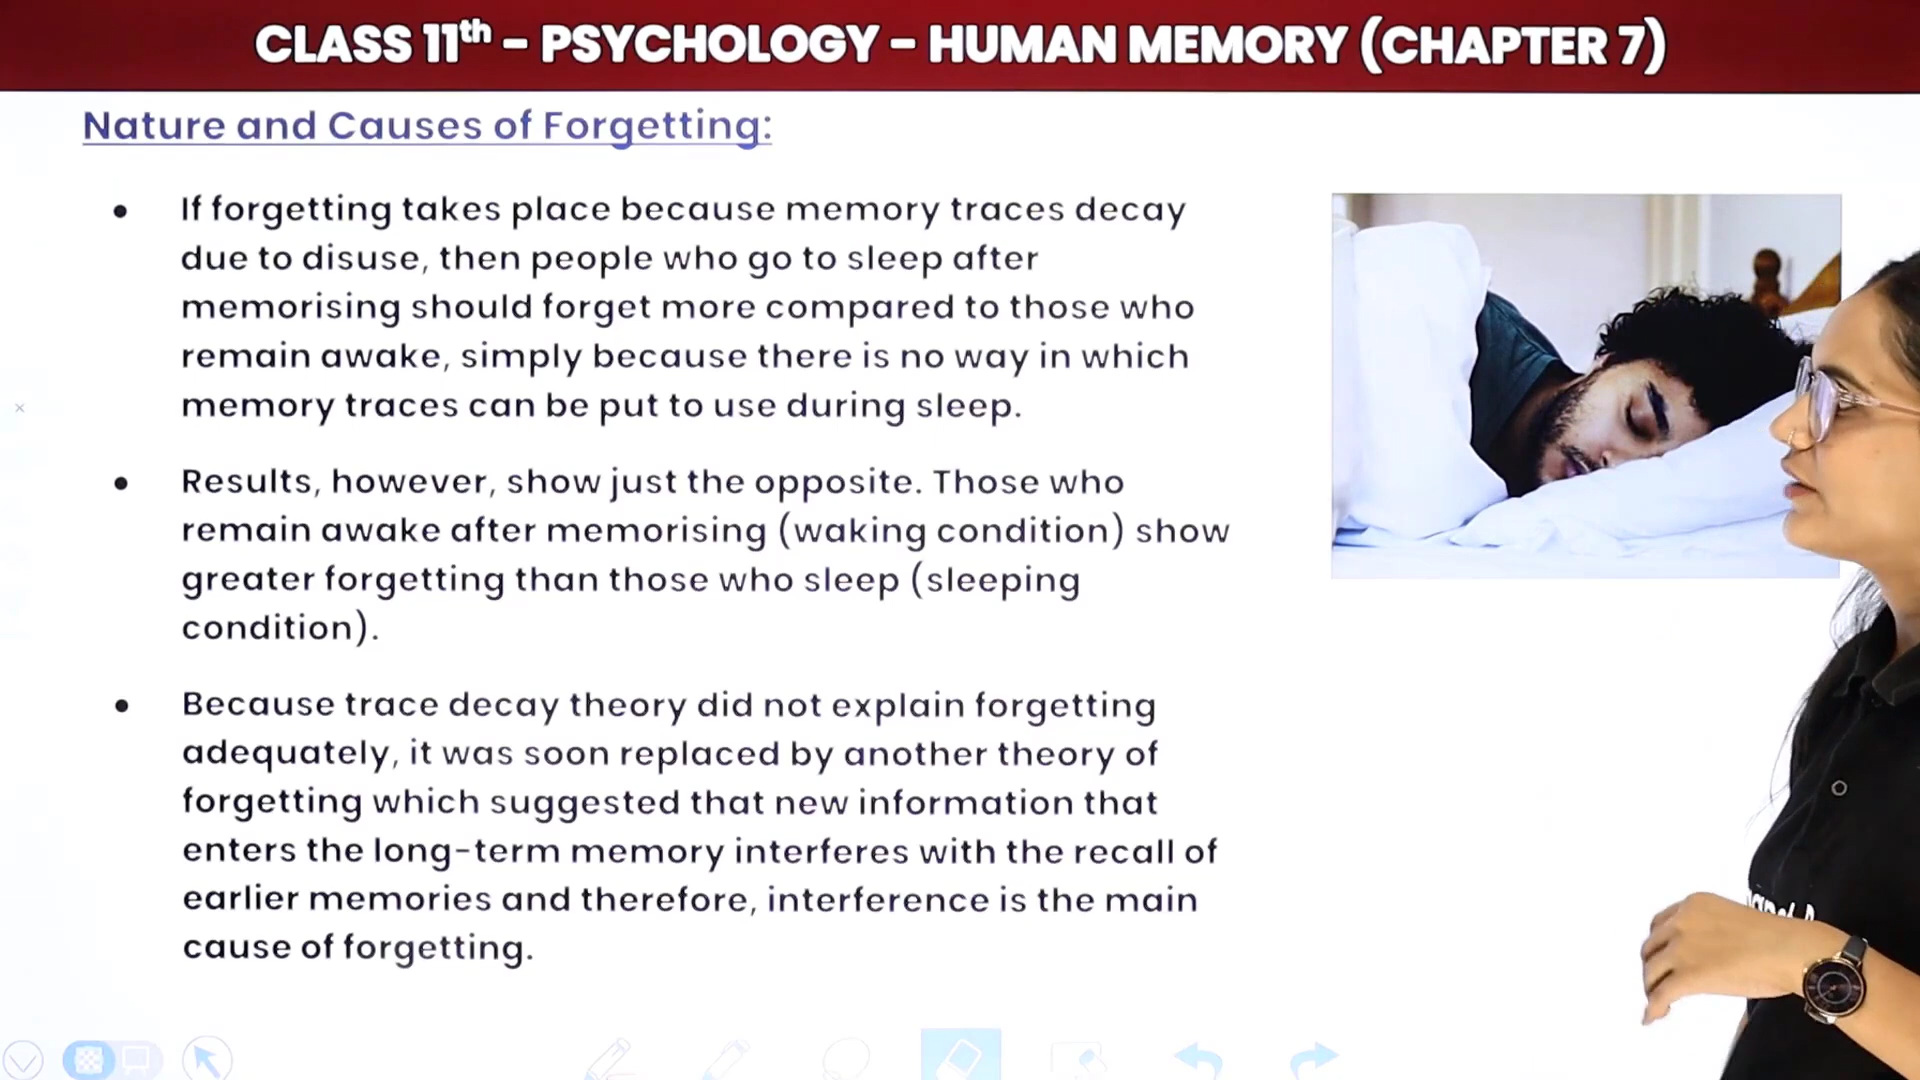 CLASS 11th – PSYCHOLOGY – HUMAN MEMORY (CHAPTER 7)
Nature and Causes of Forgetting:
• If forgetting takes place because memory traces decay
due to disuse, then people who go to sleep after
memorising should forget more compared to those who
remain awake, simply because there is no way in which
memory traces can be put to use during sleep.
• Results, however, show just the opposite. Those who
remain awake after memorising (waking condition) show
greater forgetting than those who sleep (sleeping
condition).
• Because trace decay theory did not explain forgetting
adequately, it was soon replaced by another theory of
forgetting which suggested that new information that
enters the long-term memory interferes with the recall of
earlier memories and therefore, interference is the main
cause of forgetting.